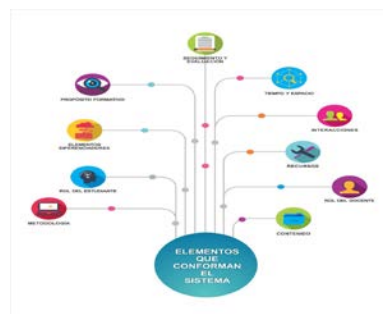 SEGUIMIENTO Y
EVALUACIÓN
PROPÓSITO FORMATIVO
TIEMPO Y ESPACIO
ELEMENTOS
DIFERENCIADORES
INTERACCIONES
ROL DEL ESTUDIANTE
RECURSOS
METODOLOGÍA
ROL DEL DOCENTE
CONTENIDO
ELEMENTOS
QUE
CONFORMAN
EL
SISTEMA